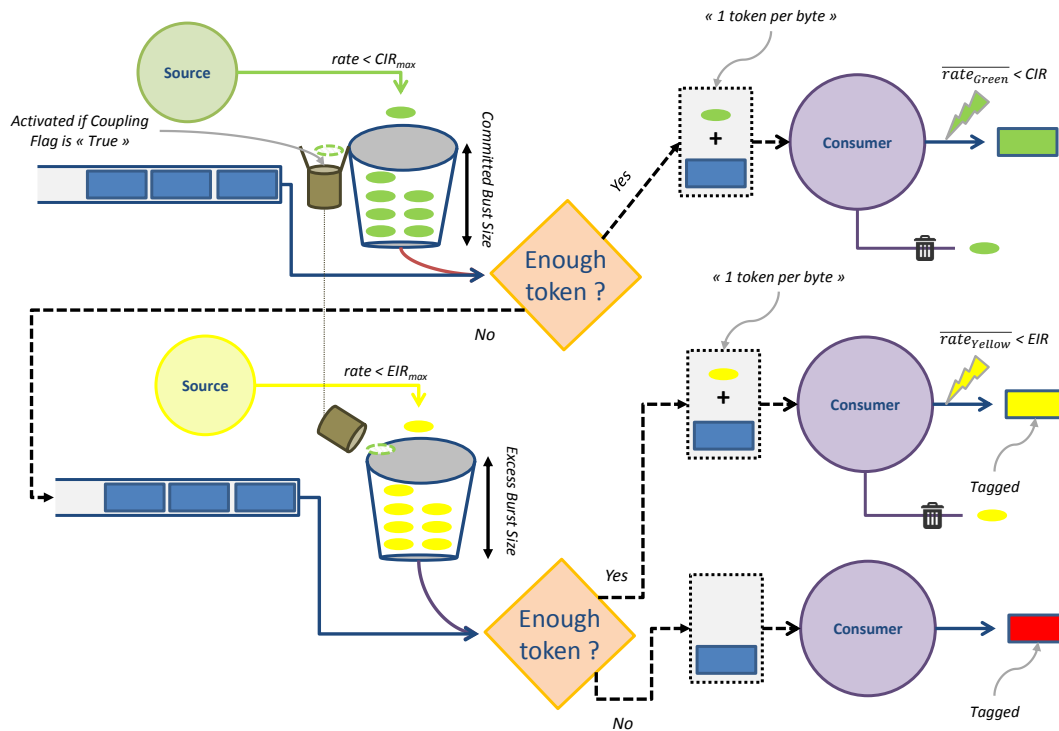 « 1 token per byte »
Source
rate < CIRmax
rateGreen < CIR
Activated if Coupling
Flag is « True »
Committed Bust Size
Yes
Consumer
Enough
token ?
« 1 token per byte »
No
Source
rate < EIRmax
rateYellow < EIR
Consumer
Excess Burst Size
Tagged
Yes
Enough
token ?
Consumer
No
Tagged